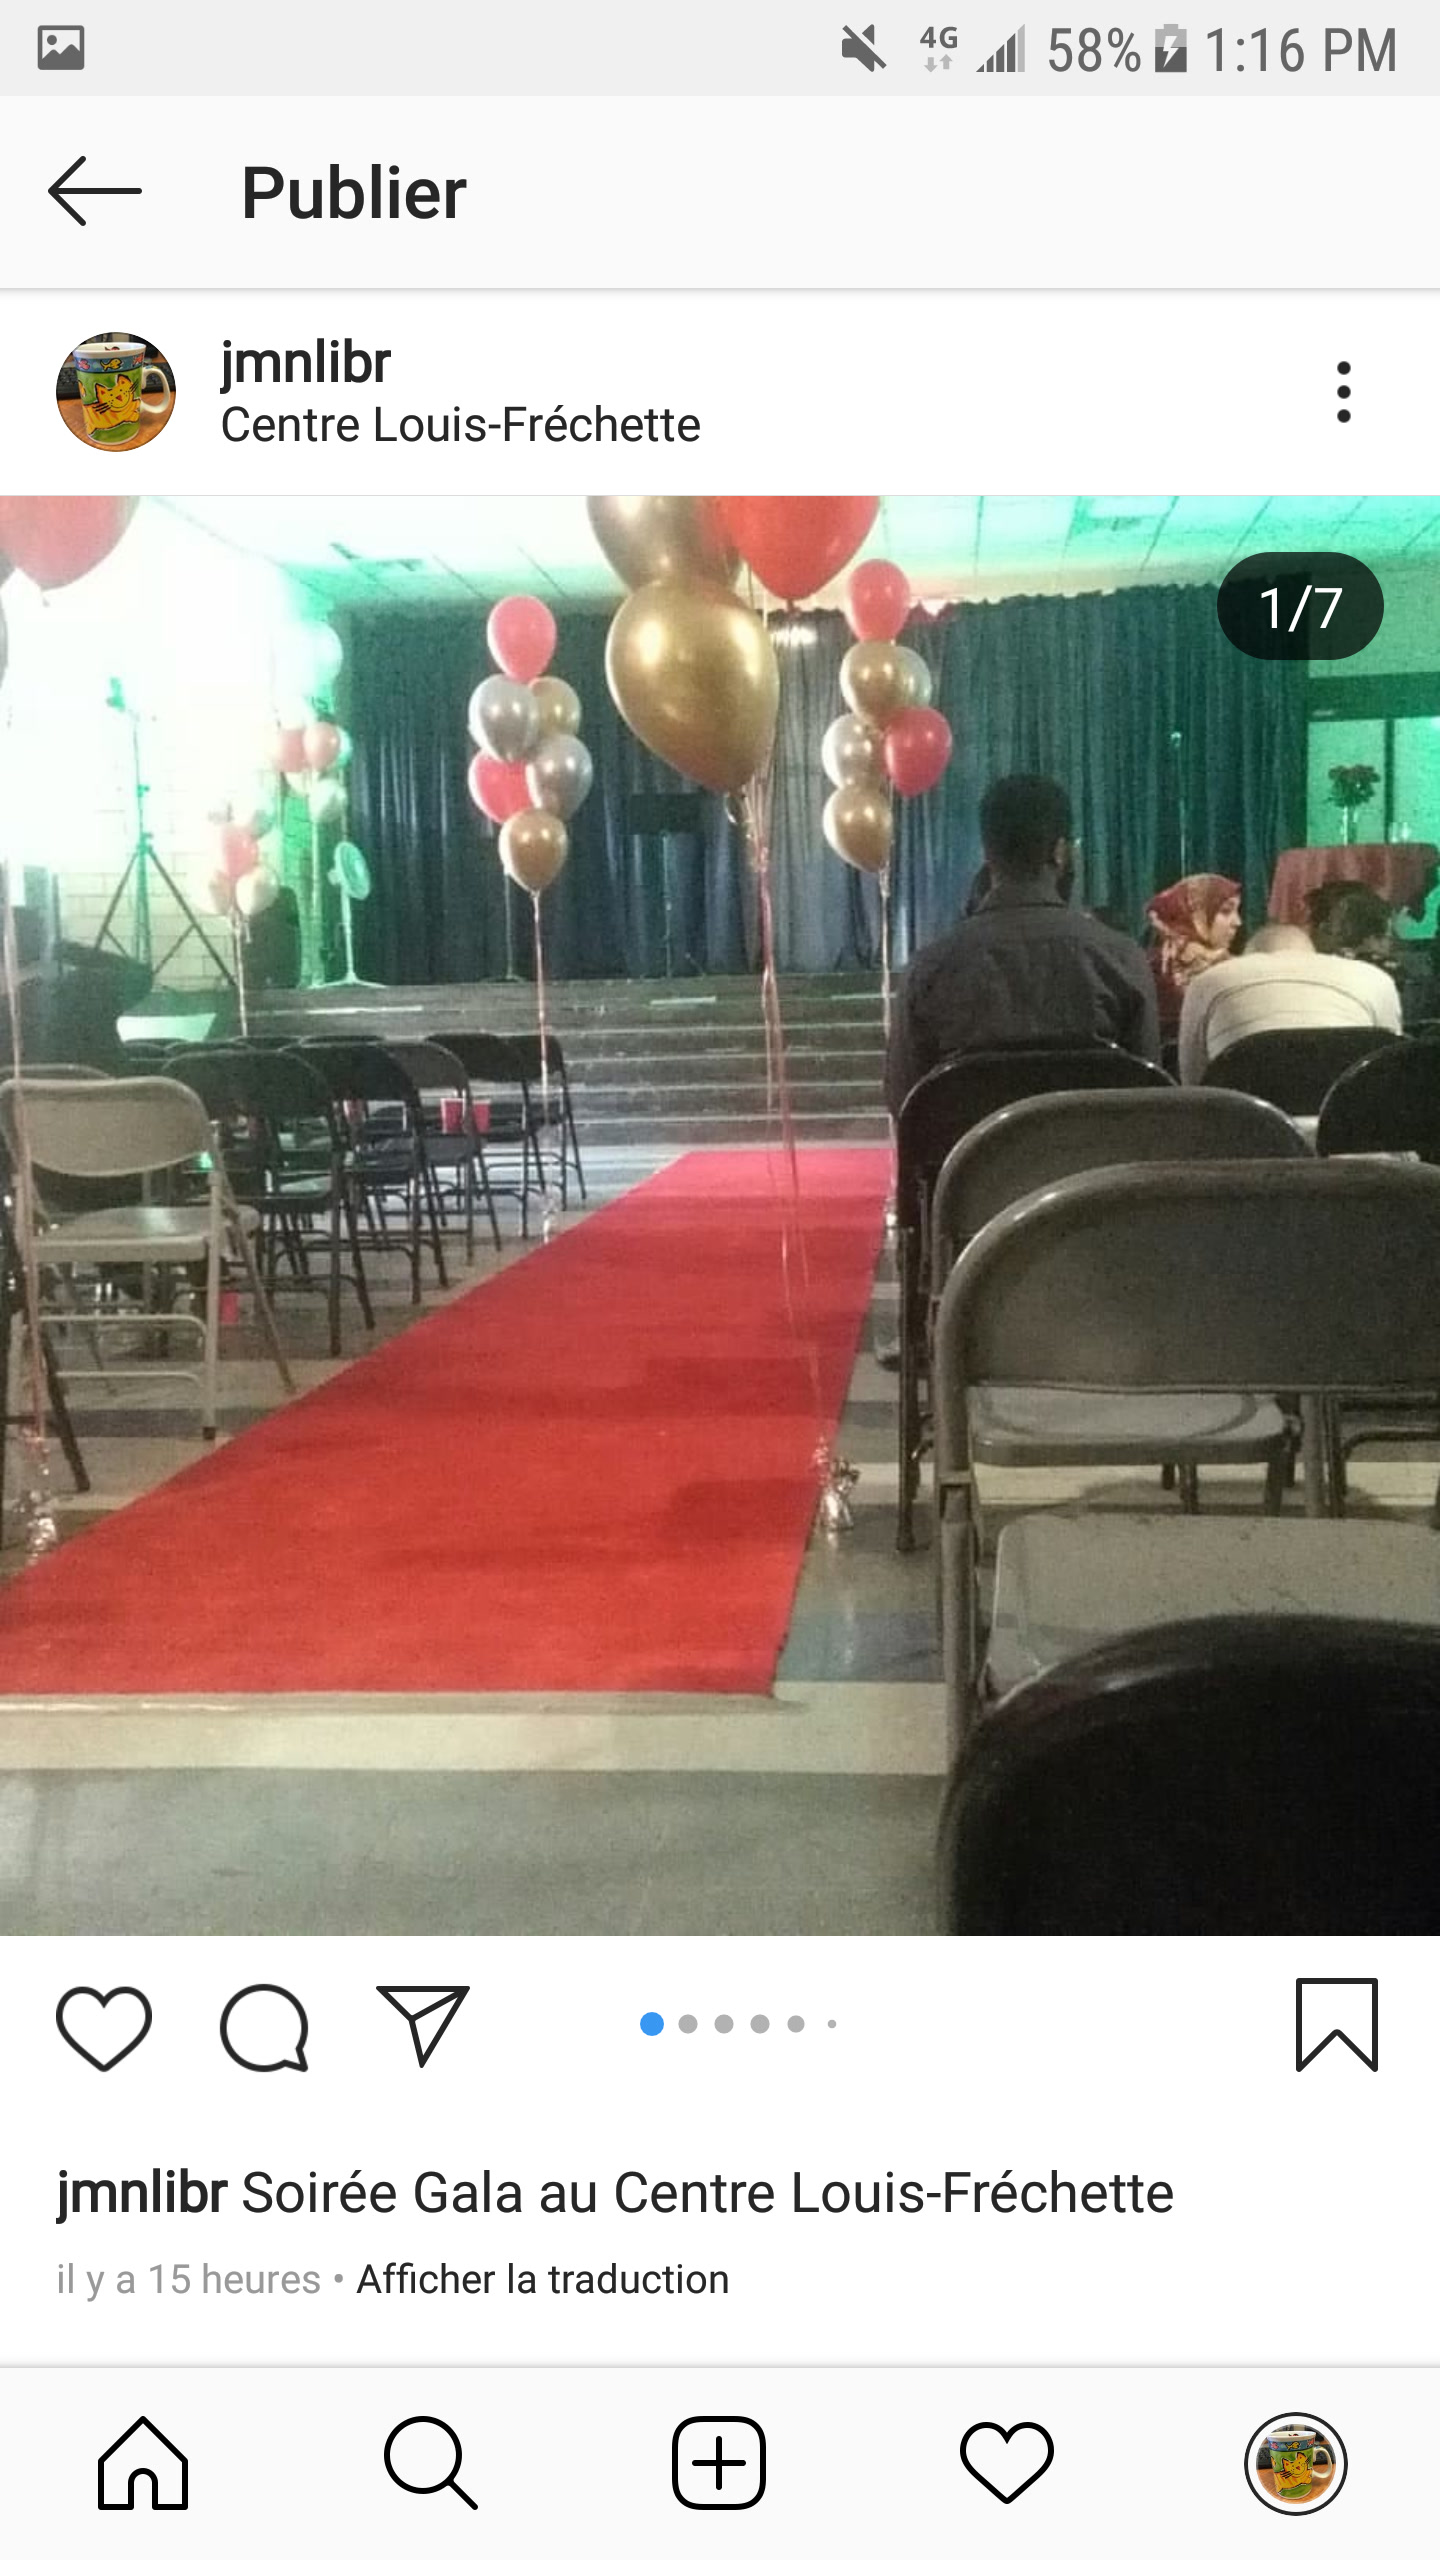 4G 58% 1:16 PM
Publier
jmnlibr
Centre Louis-Fréchette
1/7
jmnlibr Soirée Gala au Centre Louis-Fréchette
il y a 15 heures • Afficher la traduction